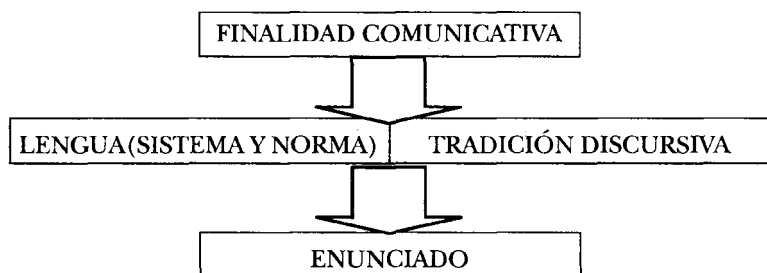 FINALIDAD COMUNICATIVA
LENGUA(SISTEMA Y NORMA) TRADICIÓN DISCURSIVA
ENUNCIADO